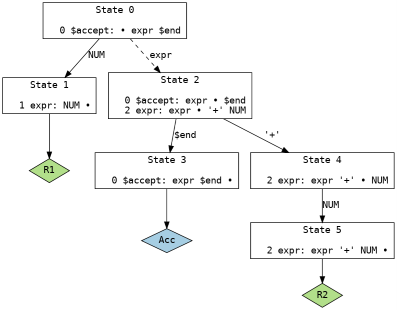 State 0
0 $accept: • expr $end
NUM
expr
State 1
1 expr: NUM •
State 2
0 $accept: expr • $end
2 expr: expr • '+' NUM
$end
'+'
R1
State 3
0 $accept: expr $end •
State 4
2 expr: expr '+' • NUM
NUM
Acc
State 5
2 expr: expr '+' NUM •
R2